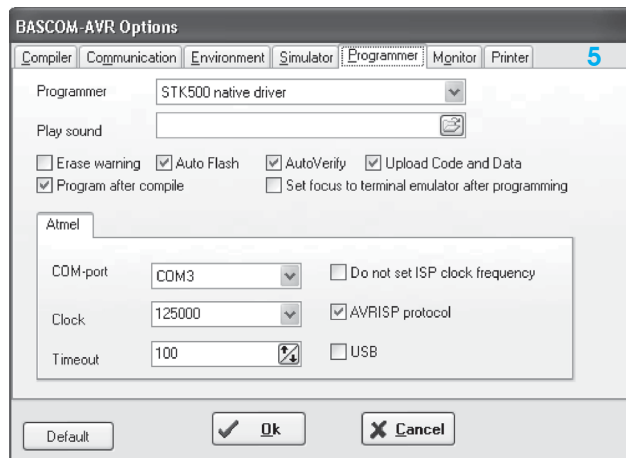 BASCOM-AVR Options
Compiler Communication Environment Simulator Programmer Monitor Printer 5
Programmer STK500 native driver
Play sound
Erase warning Auto Flash AutoVerify Upload Code and Data
Program after compile Set focus to terminal emulator after programming
Atmel
COM-port COM3 Do not set ISP clock frequency
Clock 125000 AVRISP protocol
Timeout 100 USB
Default Ok Cancel